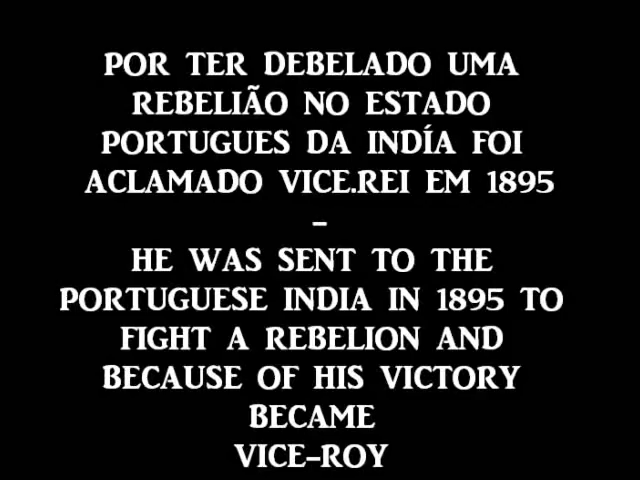 POR TER DEBELADO UMA
REBELIÃO NO ESTADO
PORTUGUES DA INDÍA FOI
ACLAMADO VICE.REI EM 1895
-
HE WAS SENT TO THE
PORTUGUESE INDIA IN 1895 TO
FIGHT A REBELION AND
BECAUSE OF HIS VICTORY
BECAME
VICE-ROY